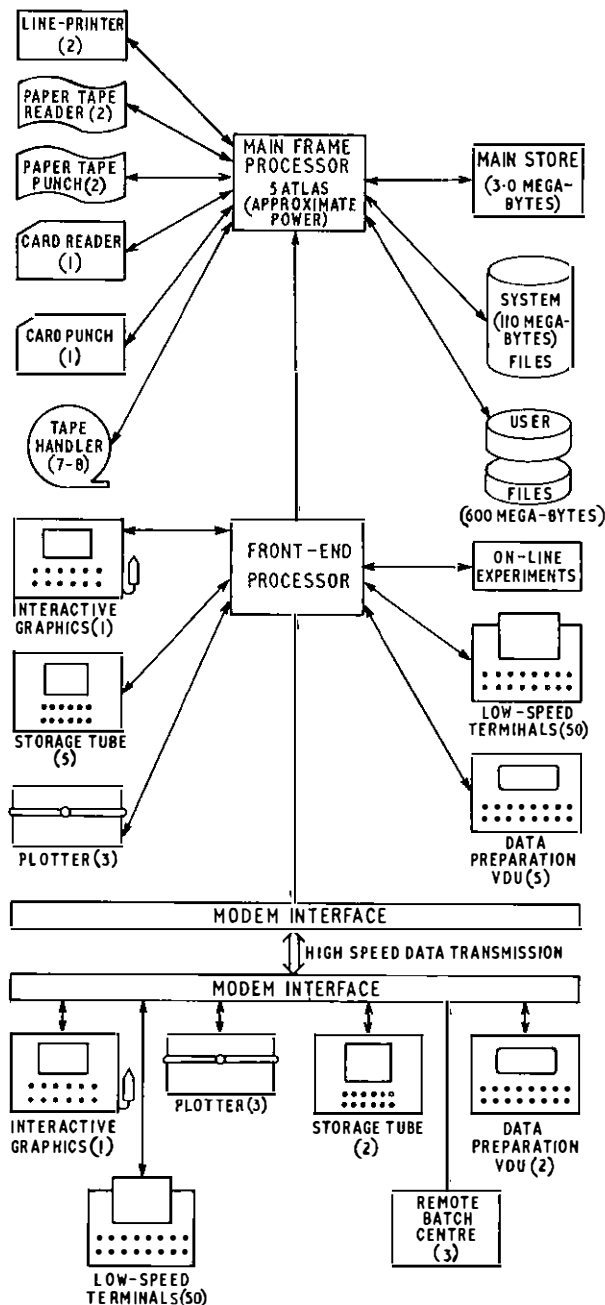 LINE-PRINTER
(2)
PAPER TAPE
READER (2)
PAPER TAPE
PUNCH (2)
CARD READER
(1)
CARD PUNCH
(1)
TAPE
HANDLER
(7-8)
MAIN FRAME
PROCESSOR
5 ATLAS
(APPROXIMATE
POWER)
MAIN STORE
(3·0 MEGA-
BYTES)
SYSTEM
(110 MEGA-
BYTES)
FILES
USER
FILES
(600 MEGA-BYTES)
INTERACTIVE
GRAPHICS (1)
STORAGE TUBE
(5)
PLOTTER (3)
FRONT-END
PROCESSOR
ON-LINE
EXPERIMENTS
LOW-SPEED
TERMINALS (50)
DATA
PREPARATION
VDU (5)
MODEM INTERFACE
HIGH SPEED DATA TRANSMISSION
MODEM INTERFACE
INTERACTIVE
GRAPHICS (1)
PLOTTER (3)
STORAGE TUBE
(2)
DATA
PREPARATION
VDU (2)
LOW-SPEED
TERMINALS (50)
REMOTE
BATCH
CENTRE
(3)